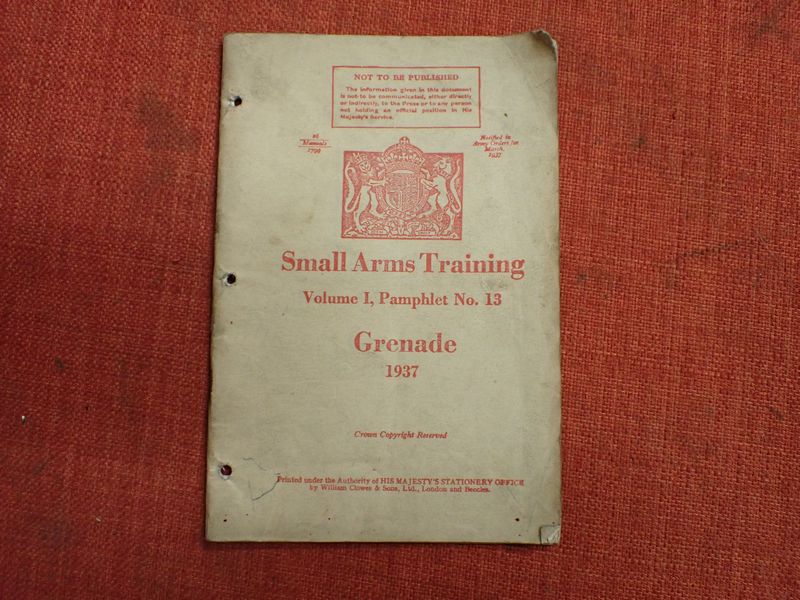 NOT TO BE PUBLISHED
The information given in this document
is not to be communicated, either directly
or indirectly, to the Press or to any person
not holding an official position in His
Majesty's Service.
26
Manuals
1799
Notified in
Army Orders for
March,
1937
Small Arms Training
Volume I, Pamphlet No. 13
Grenade
1937
Crown Copyright Reserved
Printed under the Authority of HIS MAJESTY'S STATIONERY OFFICE
by William Clowes & Sons, Ltd., London and Beccles.